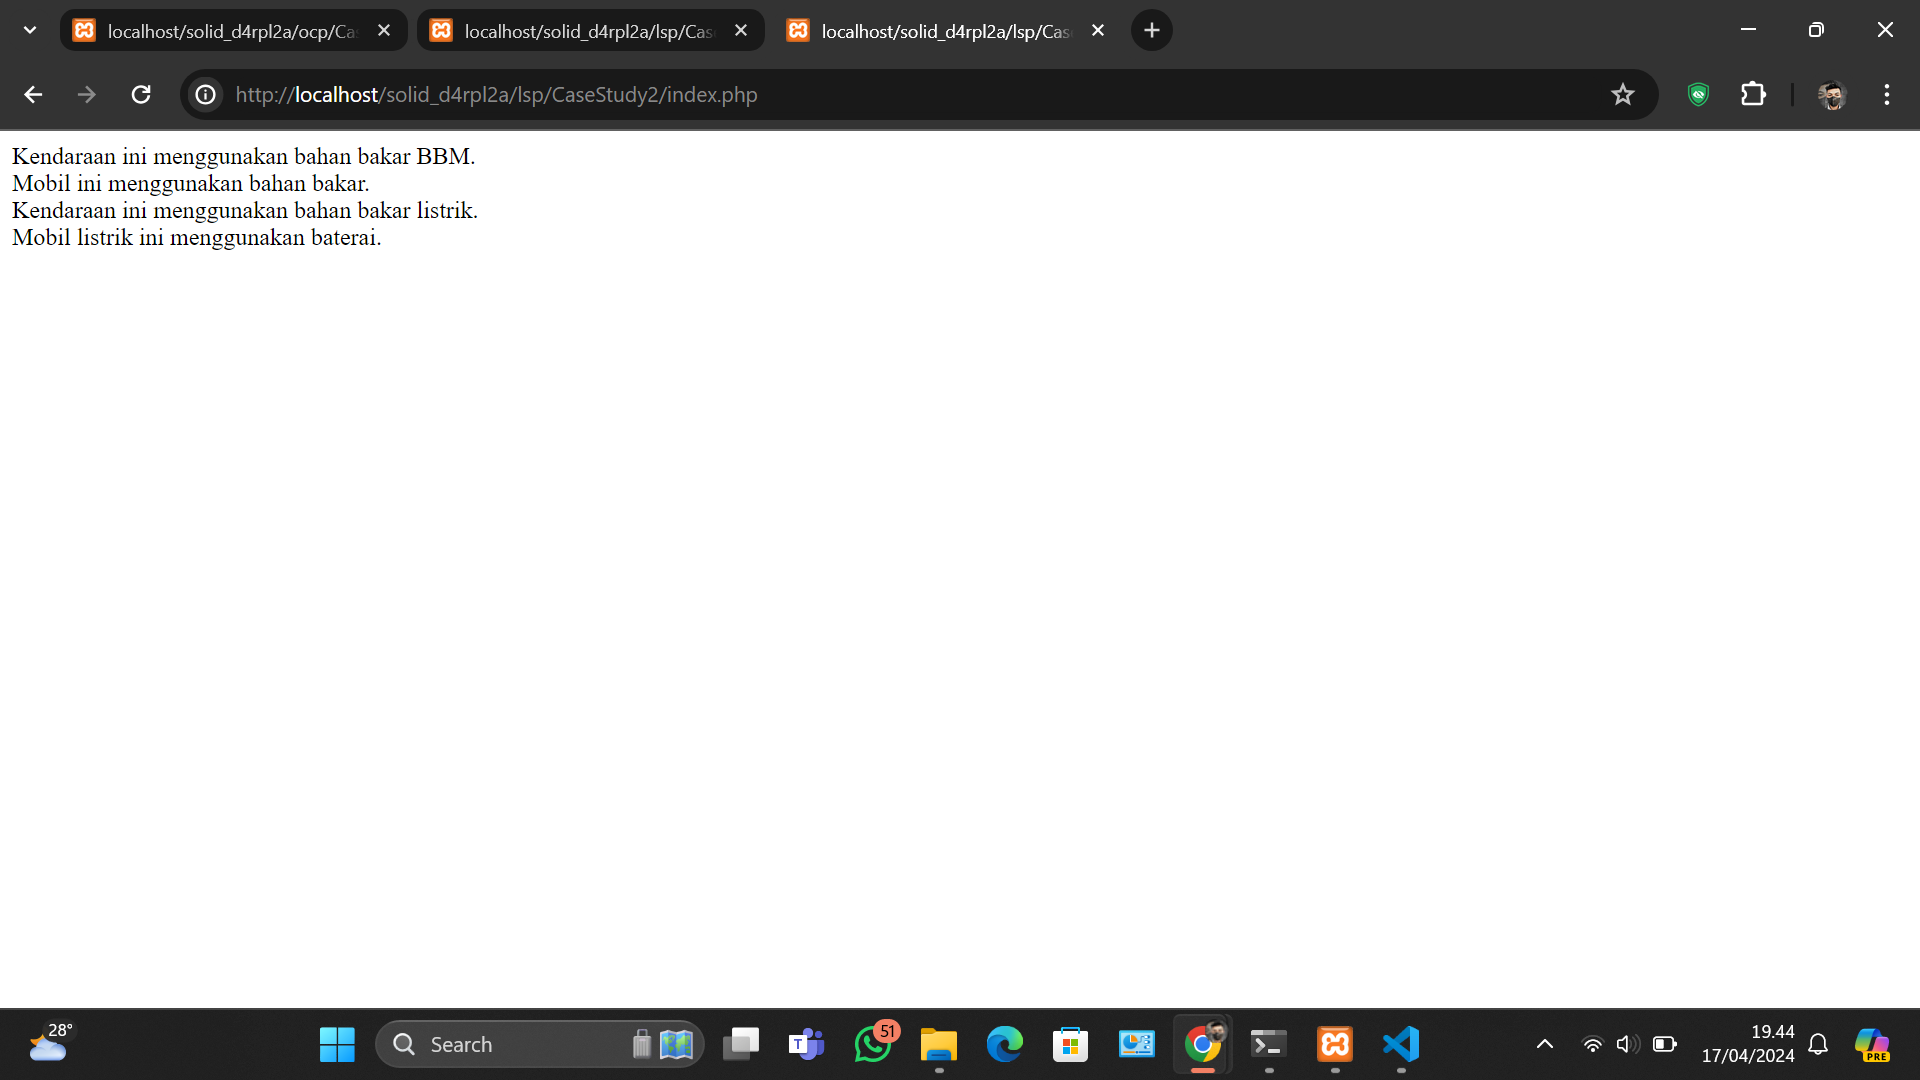 localhost/solid_d4rpl2a/ocp/Cas
localhost/solid_d4rpl2a/lsp/Cas
localhost/solid_d4rpl2a/lsp/Cas
http://localhost/solid_d4rpl2a/lsp/CaseStudy2/index.php
Kendaraan ini menggunakan bahan bakar BBM.
Mobil ini menggunakan bahan bakar.
Kendaraan ini menggunakan bahan bakar listrik.
Mobil listrik ini menggunakan baterai.
28°
Search
T
51
PRE
19.44
17/04/2024